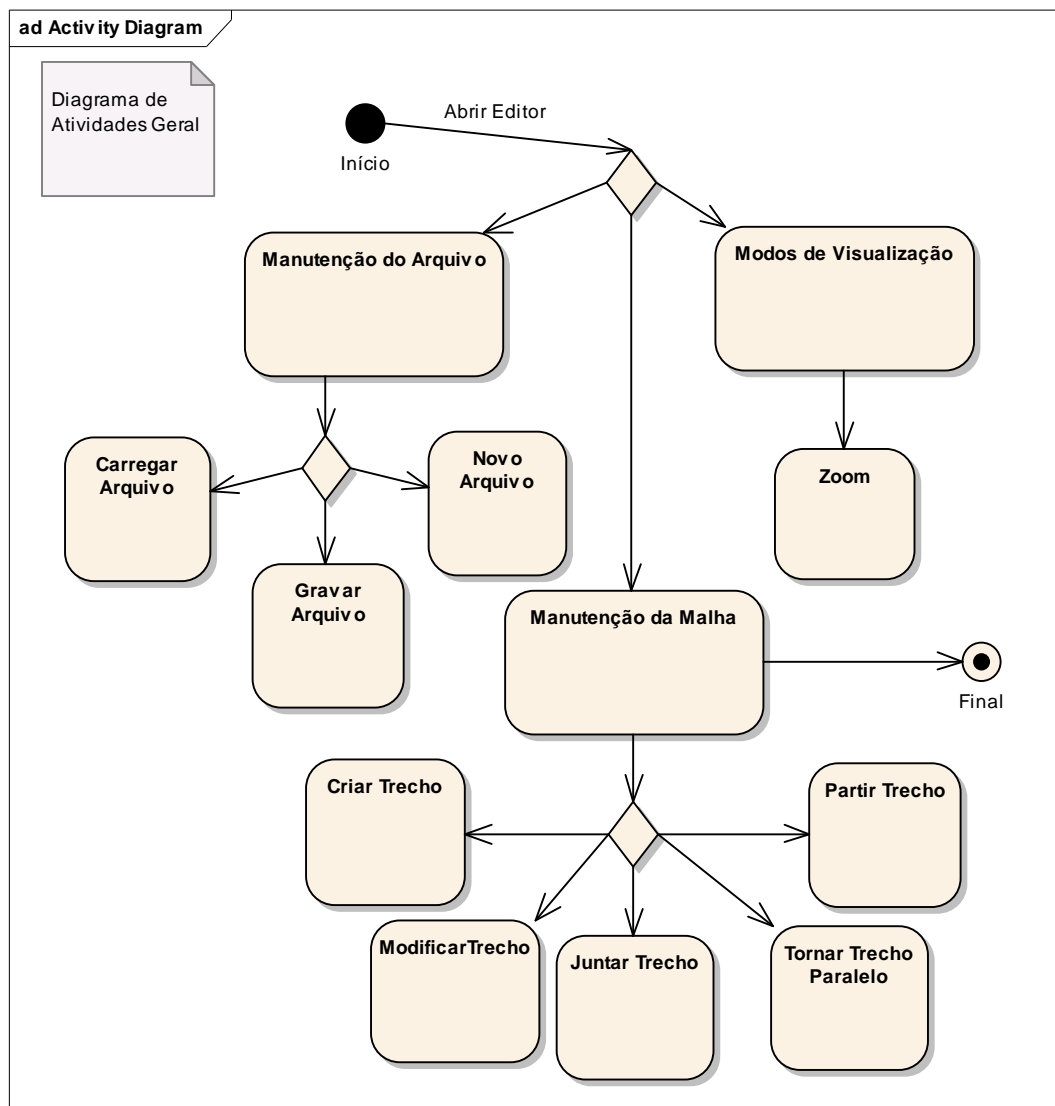 ad Activity Diagram
Diagrama de
Atividades Geral
Abrir Editor
Início
Manutenção do Arquivo
Modos de Visualização
Carregar
Arquivo
Novo
Arquivo
Zoom
Gravar
Arquivo
Manutenção da Malha
Final
Criar Trecho
Partir Trecho
ModificarTrecho
Juntar Trecho
Tornar Trecho
Paralelo